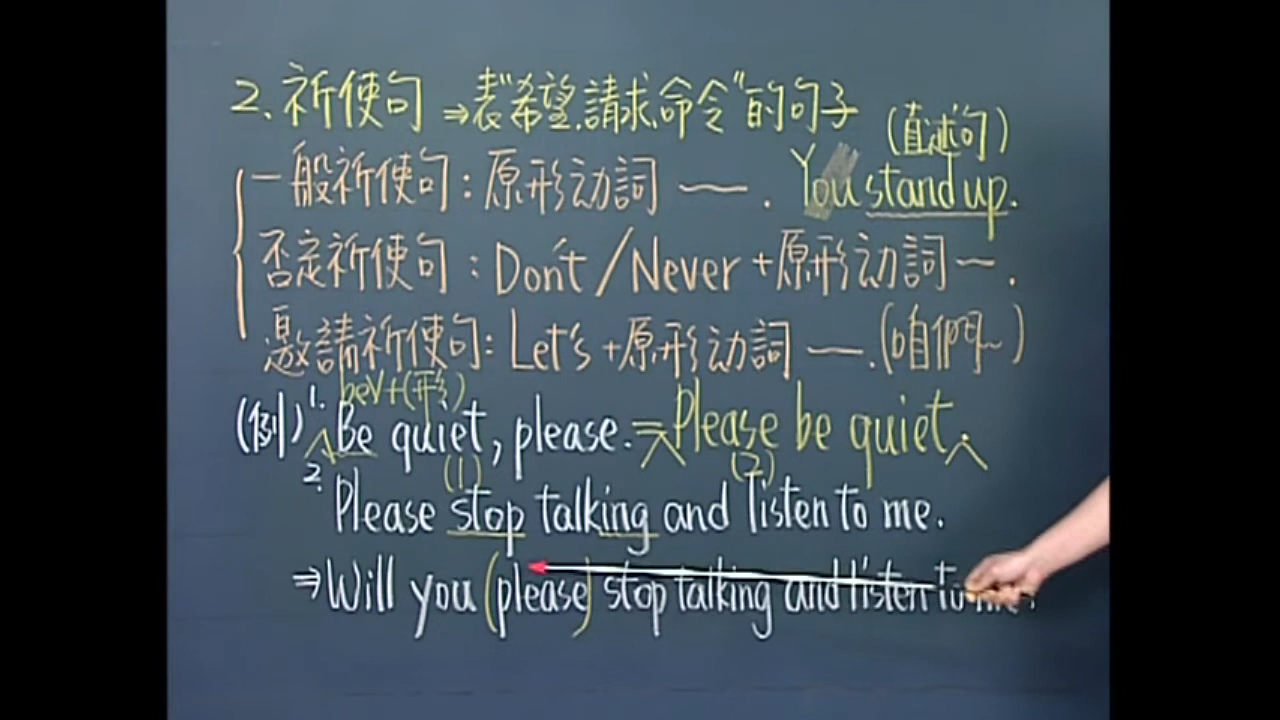 2. 祈使句 ⇒表"希望、請求、命令"的句子
(直述句)
一般祈使句：原形动詞 ——. You stand up.
否定祈使句：Don't / Never +原形动詞 —.
邀請祈使句：Let's +原形动詞 ——. (咱們~)
beV+(形)
(例) 1. Be quiet, please. ⇒ Please be quiet.
(1) (2)
2. Please stop talking and listen to me.
⇒ Will you (please) stop talking and listen to me